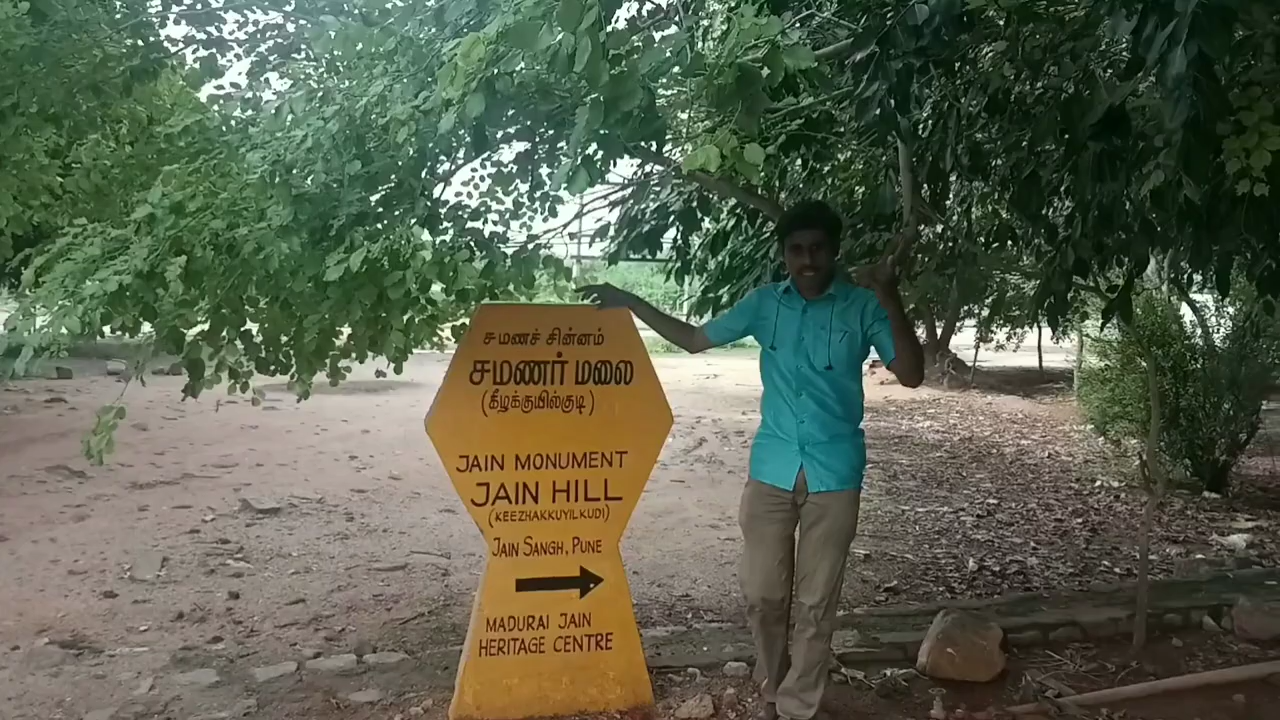 சமணச் சின்னம்
சமணர் மலை
(கீழக்குயில்குடி)
JAIN MONUMENT
JAIN HILL
(KEEZHAKKUYILKUDI)
JAIN SANGH, PUNE
MADURAI JAIN
HERITAGE CENTRE